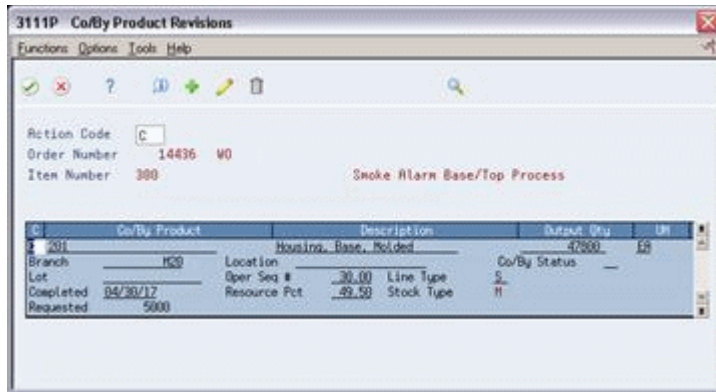 3111P Co/By Product Revisions
Functions Options Tools Help
Action Code C
Order Number 14436 WO
Item Number 300 Smoke Alarm Base/Top Process
C Co/By Product Description Output Qty UM
201 Housing, Base, Molded 47800 EA
Branch M20 Location Co/By Status
Lot Oper Seq # 30.00 Line Type S
Completed 04/30/17 Resource Pct 49.50 Stock Type M
Requested 5000